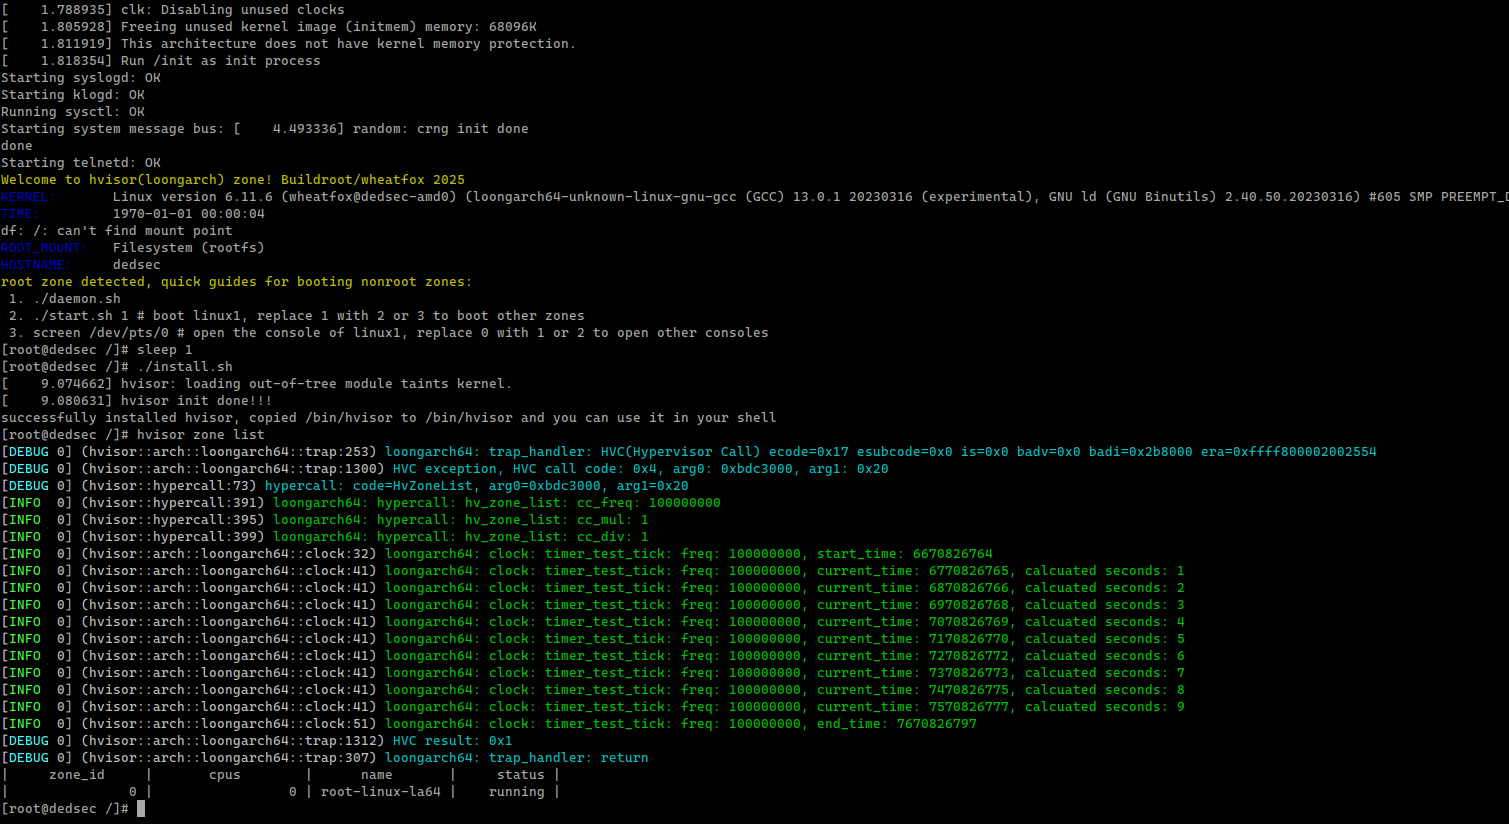 [    1.788935] clk: Disabling unused clocks
[    1.805928] Freeing unused kernel image (initmem) memory: 68096K
[    1.811919] This architecture does not have kernel memory protection.
[    1.818354] Run /init as init process
Starting syslogd: OK
Starting klogd: OK
Running sysctl: OK
Starting system message bus: [    4.493336] random: crng init done
done
Starting telnetd: OK
Welcome to hvisor(loongarch) zone! Buildroot/wheatfox 2025
KERNEL:       Linux version 6.11.6 (wheatfox@dedsec-amd0) (loongarch64-unknown-linux-gnu-gcc (GCC) 13.0.1 20230316 (experimental), GNU ld (GNU Binutils) 2.40.50.20230316) #605 SMP PREEMPT_D
TIME:         1970-01-01 00:00:04
df: /: can't find mount point
ROOT_MOUNT:   Filesystem (rootfs)
HOSTNAME:     dedsec
root zone detected, quick guides for booting nonroot zones:
 1. ./daemon.sh
 2. ./start.sh 1 # boot linux1, replace 1 with 2 or 3 to boot other zones
 3. screen /dev/pts/0 # open the console of linux1, replace 0 with 1 or 2 to open other consoles
[root@dedsec /]# sleep 1
[root@dedsec /]# ./install.sh
[    9.074662] hvisor: loading out-of-tree module taints kernel.
[    9.080631] hvisor init done!!!
successfully installed hvisor, copied /bin/hvisor to /bin/hvisor and you can use it in your shell
[root@dedsec /]# hvisor zone list
[DEBUG 0] (hvisor::arch::loongarch64::trap:253) loongarch64: trap_handler: HVC(Hypervisor Call) ecode=0x17 esubcode=0x0 is=0x0 badv=0x0 badi=0x2b8000 era=0xffff800002002554
[DEBUG 0] (hvisor::arch::loongarch64::trap:1300) HVC exception, HVC call code: 0x4, arg0: 0xbdc3000, arg1: 0x20
[DEBUG 0] (hvisor::hypercall:73) hypercall: code=HvZoneList, arg0=0xbdc3000, arg1=0x20
[INFO  0] (hvisor::hypercall:391) loongarch64: hypercall: hv_zone_list: cc_freq: 100000000
[INFO  0] (hvisor::hypercall:395) loongarch64: hypercall: hv_zone_list: cc_mul: 1
[INFO  0] (hvisor::hypercall:399) loongarch64: hypercall: hv_zone_list: cc_div: 1
[INFO  0] (hvisor::arch::loongarch64::clock:32) loongarch64: clock: timer_test_tick: freq: 100000000, start_time: 6670826764
[INFO  0] (hvisor::arch::loongarch64::clock:41) loongarch64: clock: timer_test_tick: freq: 100000000, current_time: 6770826765, calcuated seconds: 1
[INFO  0] (hvisor::arch::loongarch64::clock:41) loongarch64: clock: timer_test_tick: freq: 100000000, current_time: 6870826766, calcuated seconds: 2
[INFO  0] (hvisor::arch::loongarch64::clock:41) loongarch64: clock: timer_test_tick: freq: 100000000, current_time: 6970826768, calcuated seconds: 3
[INFO  0] (hvisor::arch::loongarch64::clock:41) loongarch64: clock: timer_test_tick: freq: 100000000, current_time: 7070826769, calcuated seconds: 4
[INFO  0] (hvisor::arch::loongarch64::clock:41) loongarch64: clock: timer_test_tick: freq: 100000000, current_time: 7170826770, calcuated seconds: 5
[INFO  0] (hvisor::arch::loongarch64::clock:41) loongarch64: clock: timer_test_tick: freq: 100000000, current_time: 7270826772, calcuated seconds: 6
[INFO  0] (hvisor::arch::loongarch64::clock:41) loongarch64: clock: timer_test_tick: freq: 100000000, current_time: 7370826773, calcuated seconds: 7
[INFO  0] (hvisor::arch::loongarch64::clock:41) loongarch64: clock: timer_test_tick: freq: 100000000, current_time: 7470826775, calcuated seconds: 8
[INFO  0] (hvisor::arch::loongarch64::clock:41) loongarch64: clock: timer_test_tick: freq: 100000000, current_time: 7570826777, calcuated seconds: 9
[INFO  0] (hvisor::arch::loongarch64::clock:51) loongarch64: clock: timer_test_tick: freq: 100000000, end_time: 7670826797
[DEBUG 0] (hvisor::arch::loongarch64::trap:1312) HVC result: 0x1
[DEBUG 0] (hvisor::arch::loongarch64::trap:307) loongarch64: trap_handler: return
|     zone_id     |       cpus        |      name       |     status |
|               0 |                 0 | root-linux-la64 |    running |
[root@dedsec /]#